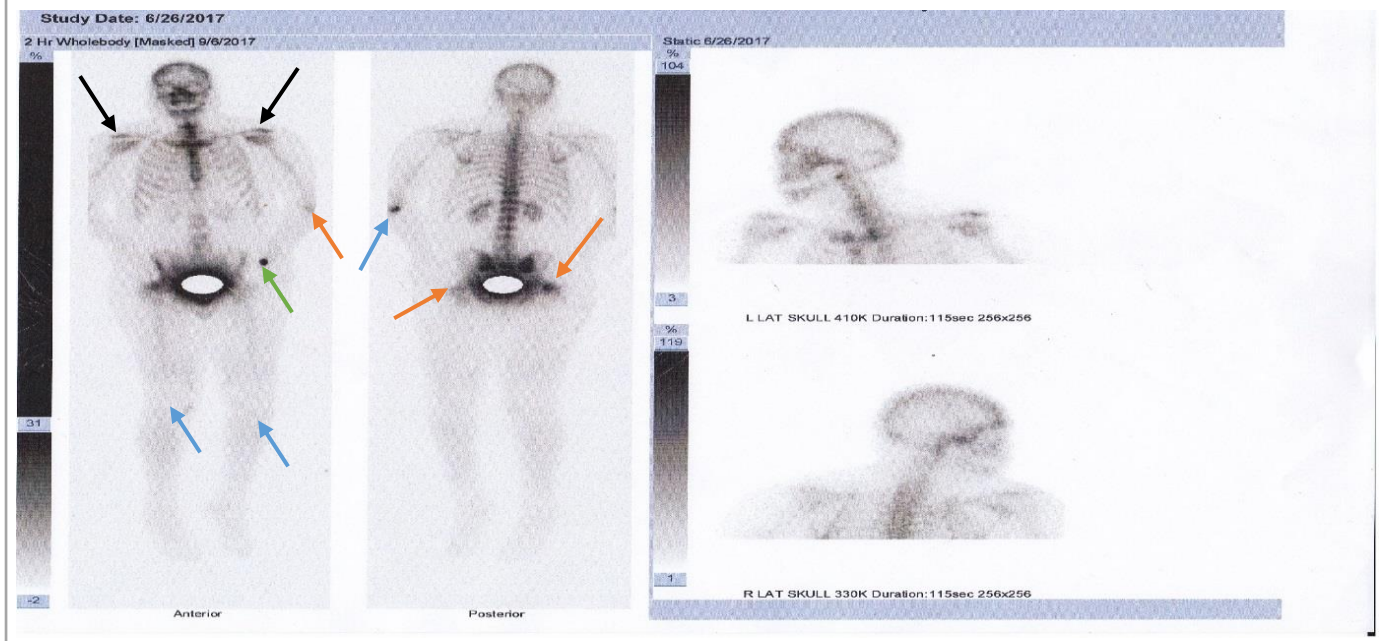 Study Date: 6/26/2017
2 Hr Wholebody [Masked] 9/6/2017
%
31
-2
Anterior
Posterior
Static 6/26/2017
%
104
3
L LAT SKULL 410K Duration:115sec 256x256
%
119
1
R LAT SKULL 330K Duration:115sec 256x256